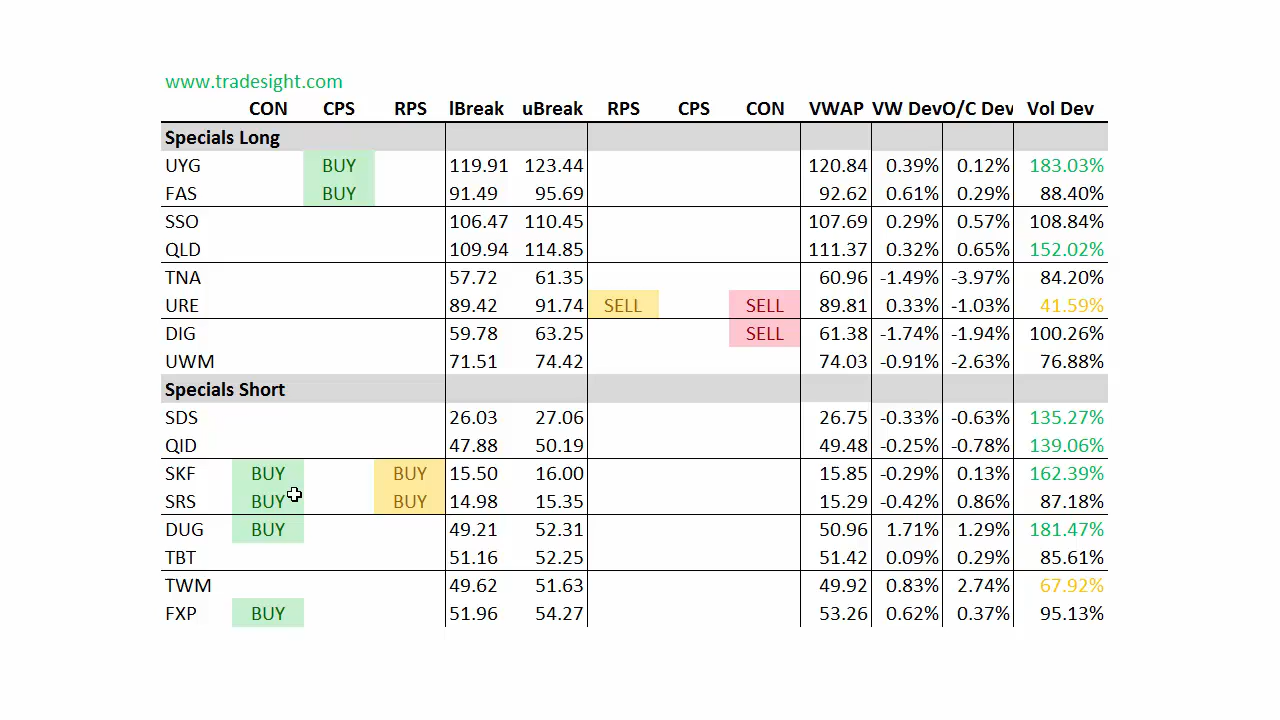 www.tradesight.com
CON CPS RPS lBreak uBreak RPS CPS CON VWAP VW Dev O/C Dev Vol Dev
Specials Long
UYG BUY 119.91 123.44 120.84 0.39% 0.12% 183.03%
FAS BUY 91.49 95.69 92.62 0.61% 0.29% 88.40%
SSO 106.47 110.45 107.69 0.29% 0.57% 108.84%
QLD 109.94 114.85 111.37 0.32% 0.65% 152.02%
TNA 57.72 61.35 60.96 -1.49% -3.97% 84.20%
URE 89.42 91.74 SELL SELL 89.81 0.33% -1.03% 41.59%
DIG 59.78 63.25 SELL 61.38 -1.74% -1.94% 100.26%
UWM 71.51 74.42 74.03 -0.91% -2.63% 76.88%
Specials Short
SDS 26.03 27.06 26.75 -0.33% -0.63% 135.27%
QID 47.88 50.19 49.48 -0.25% -0.78% 139.06%
SKF BUY BUY 15.50 16.00 15.85 -0.29% 0.13% 162.39%
SRS BUY BUY 14.98 15.35 15.29 -0.42% 0.86% 87.18%
DUG BUY 49.21 52.31 50.96 1.71% 1.29% 181.47%
TBT 51.16 52.25 51.42 0.09% 0.29% 85.61%
TWM 49.62 51.63 49.92 0.83% 2.74% 67.92%
FXP BUY 51.96 54.27 53.26 0.62% 0.37% 95.13%